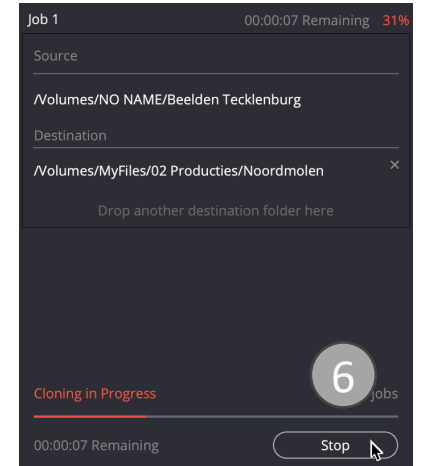 Job 1 00:00:07 Remaining 31%
Source
/Volumes/NO NAME/Beelden Tecklenburg
Destination
/Volumes/MyFiles/02 Producties/Noordmolen ×
Drop another destination folder here
6
Cloning in Progress jobs
00:00:07 Remaining Stop